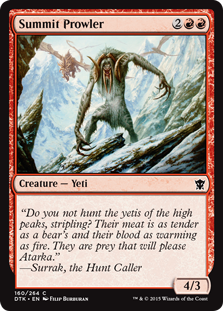 Summit Prowler 2
Creature — Yeti
“Do you not hunt the yetis of the high
peaks, stripling? Their meat is as tender
as a bear’s and their blood as warming
as fire. They are prey that will please
Atarka.”
—Surrak, the Hunt Caller
4/3
160/264 C
DTK • EN Filip Burburan
™ & © 2015 Wizards of the Coast